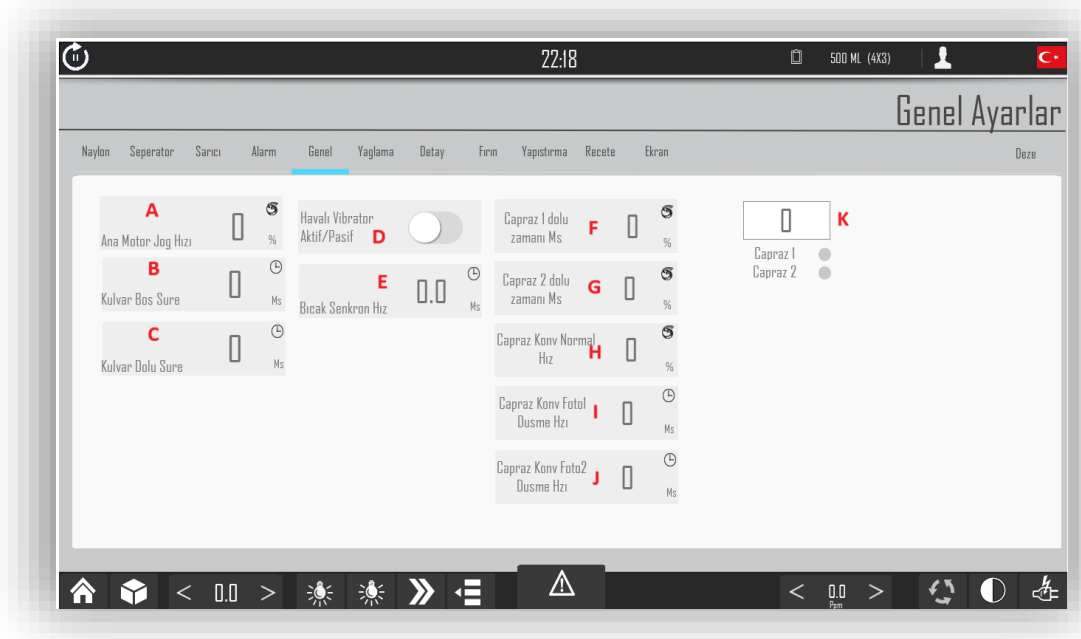 22:18
500 ML (4X3)
Genel Ayarlar
Naylon Seperator Sarıcı Alarm Genel Yaglama Detay Fırın Yapıstırma Recete Ekran Deze
A
0
%
Ana Motor Jog Hızı
B
0
Ms
Kulvar Bos Sure
C
0
Ms
Kulvar Dolu Sure
Havalı Vibrator
Aktif/Pasif D
E
0.0
Ms
Bıcak Senkron Hız
Capraz 1 dolu
zamanı Ms
F
0
%
Capraz 2 dolu
zamanı Ms
G
0
%
Capraz Konv Normal
Hız
H
0
%
Capraz Konv Foto1
Dusme Hzı
I
0
Ms
Capraz Konv Foto2
Dusme Hzı
J
0
Ms
0 K
Capraz 1
Capraz 2
< 0.0 >
< 0.0 >
Ppm